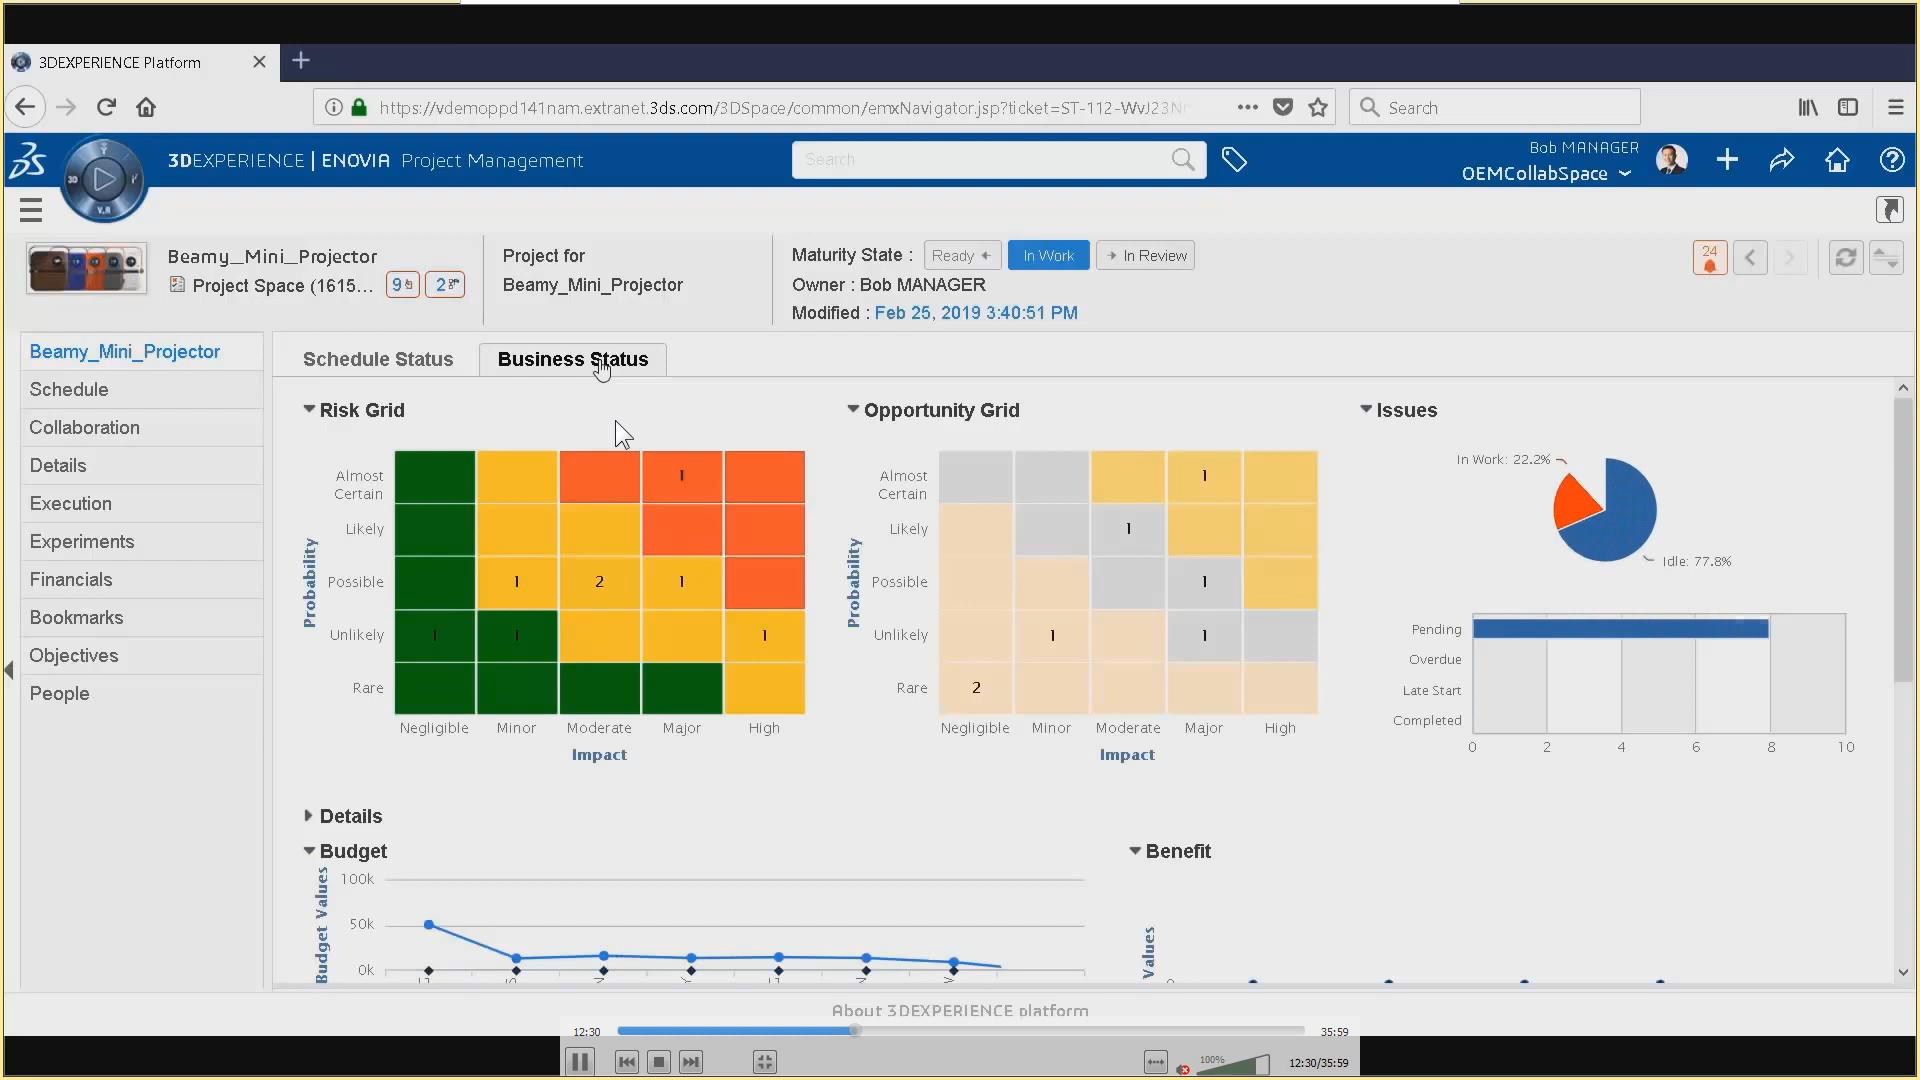 3DEXPERIENCE Platform
https://vdemoppd141nam.extranet.3ds.com/3DSpace/common/emxNavigator.jsp?ticket=ST-112-WvJ23N
Search
3DEXPERIENCE | ENOVIA Project Management
Search
Bob MANAGER
OEMCollabSpace
3D
V.R
Beamy_Mini_Projector
Project Space (1615...
9
2
Project for
Beamy_Mini_Projector
Maturity State :
Ready
In Work
In Review
Owner : Bob MANAGER
Modified : Feb 25, 2019 3:40:51 PM
24
Beamy_Mini_Projector
Schedule
Collaboration
Details
Execution
Experiments
Financials
Bookmarks
Objectives
People
Schedule Status
Business Status
Risk Grid
Probability
Almost
Certain
1
Likely
Possible
1
2
1
Unlikely
1
1
1
Rare
Negligible
Minor
Moderate
Major
High
Impact
Opportunity Grid
Probability
Almost
Certain
1
Likely
1
Possible
1
Unlikely
1
1
Rare
2
Negligible
Minor
Moderate
Major
High
Impact
Issues
In Work: 22.2%
Idle: 77.8%
Pending
Overdue
Late Start
Completed
0
2
4
6
8
10
Details
Budget
Budget Values
100k
50k
0k
Benefit
Values
About 3DEXPERIENCE platform
12:30
35:59
100%
12:30/35:59